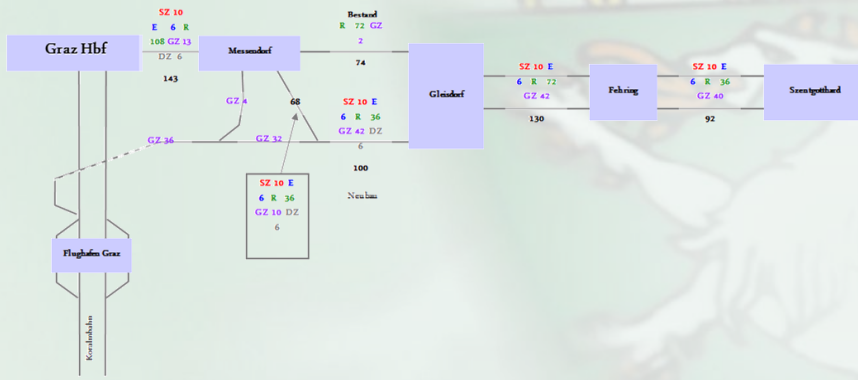 SZ 10
E 6 R
108 GZ 13
DZ 6
143
Graz Hbf
Messendorf
Bestand
R 72 GZ
2
74
Gleisdorf
SZ 10 E
6 R 72
GZ 42
130
Fehring
SZ 10 E
6 R 36
GZ 40
92
Szentgotthard
GZ 4
68
SZ 10 E
6 R 36
GZ 42 DZ
6
100
Neubau
GZ 36
GZ 32
SZ 10 E
6 R 36
GZ 10 DZ
6
Flughafen Graz
Koralmbahn